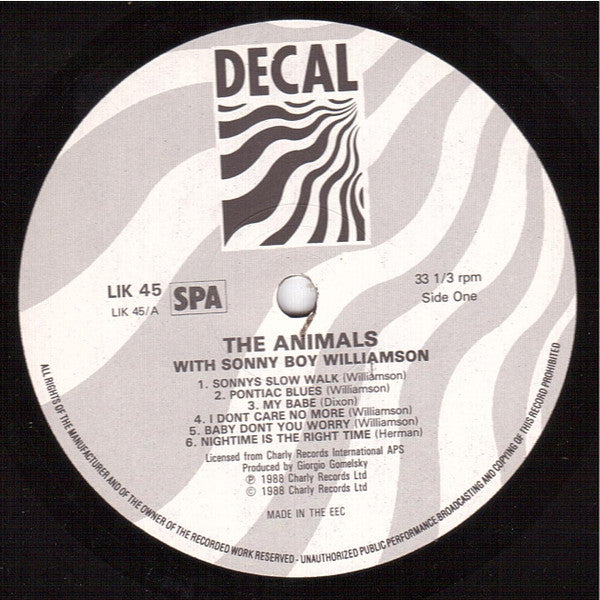 DECAL
LIK 45
LIK 45/A
SPA
33 1/3 rpm
Side One
THE ANIMALS
WITH SONNY BOY WILLIAMSON
1. SONNYS SLOW WALK (Williamson)
2. PONTIAC BLUES (Williamson)
3. MY BABE (Dixon)
4. I DONT CARE NO MORE (Williamson)
5. BABY DONT YOU WORRY (Williamson)
6. NIGHTIME IS THE RIGHT TIME (Herman)
Licensed from Charly Records International APS
Produced by Giorgio Gomelsky
℗ 1988 Charly Records Ltd
© 1988 Charly Records Ltd
MADE IN THE EEC
ALL RIGHTS OF THE MANUFACTURER AND OF THE OWNER OF THE RECORDED WORK RESERVED - UNAUTHORIZED PUBLIC PERFORMANCE BROADCASTING AND COPYING OF THIS RECORD PROHIBITED